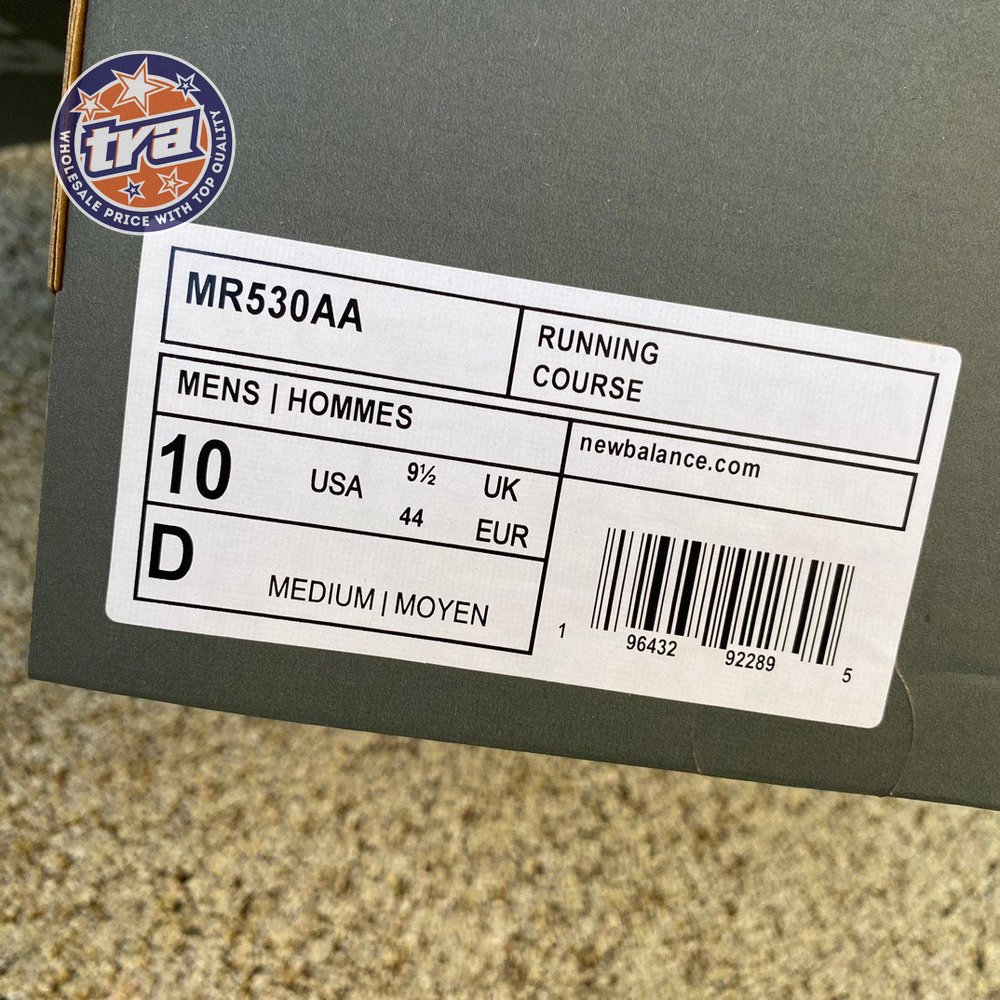 tra
WHOLESALE PRICE WITH TOP QUALITY
MR530AA
RUNNING
COURSE
MENS | HOMMES
newbalance.com
10 USA 9½ UK
44 EUR
D
MEDIUM | MOYEN
1 96432 92289 5